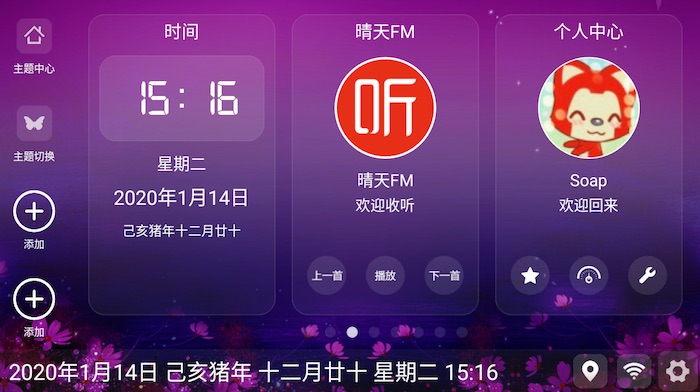 主题中心
主题切换
添加
添加
时间
15:16
星期二
2020年1月14日
己亥猪年十二月廿十
晴天FM
听
晴天FM
欢迎收听
上一首
播放
下一首
个人中心
Soap
欢迎回来
2020年1月14日 己亥猪年 十二月廿十 星期二 15:16